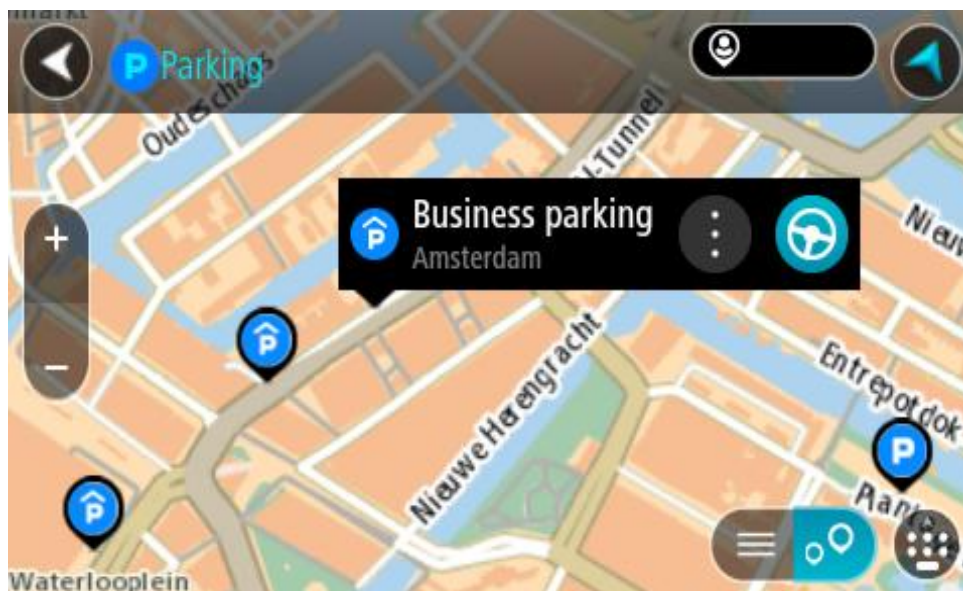 P Parking
Oudeschans
l-Tunnel
Business parking
Amsterdam
P
P
P
P
Nieuwe Herengracht
Entrepotdok
Waterlooplein